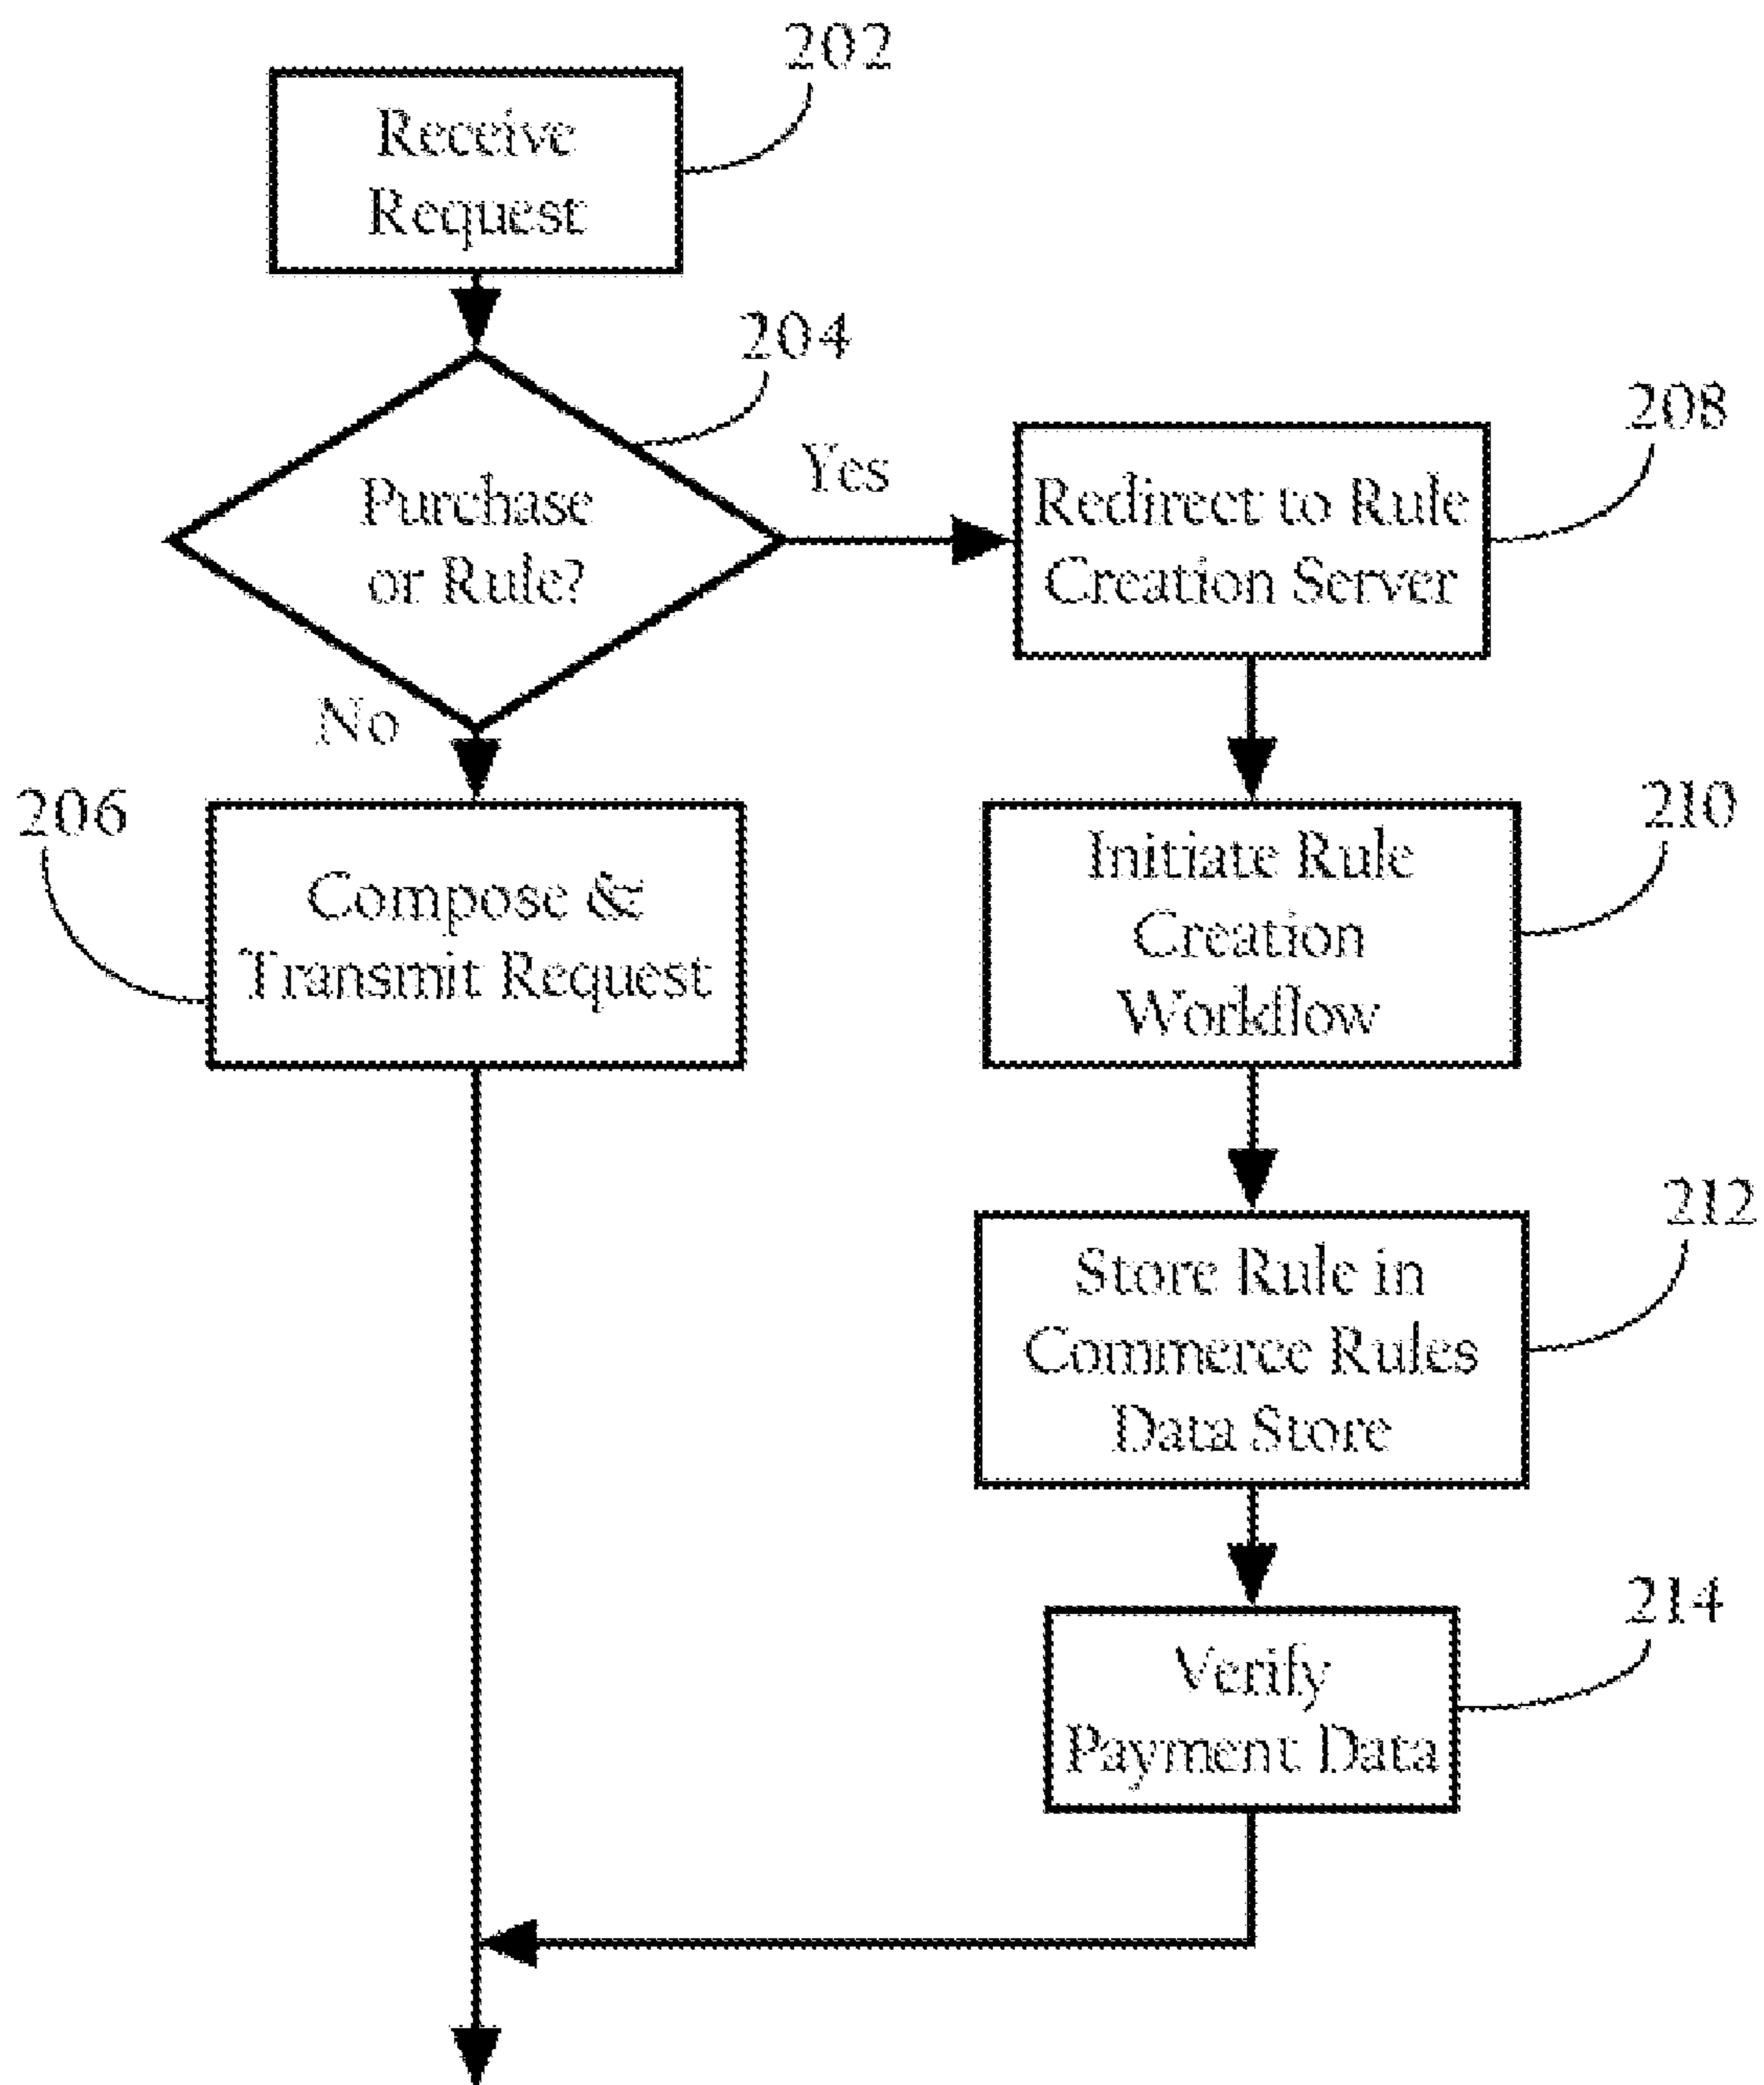 202
Receive
Request
204
Purchase
or Rule?
Yes
No
208
Redirect to Rule
Creation Server
206
Compose &
Transmit Request
210
Initiate Rule
Creation
Workflow
212
Store Rule in
Commerce Rules
Data Store
214
Verify
Payment Data